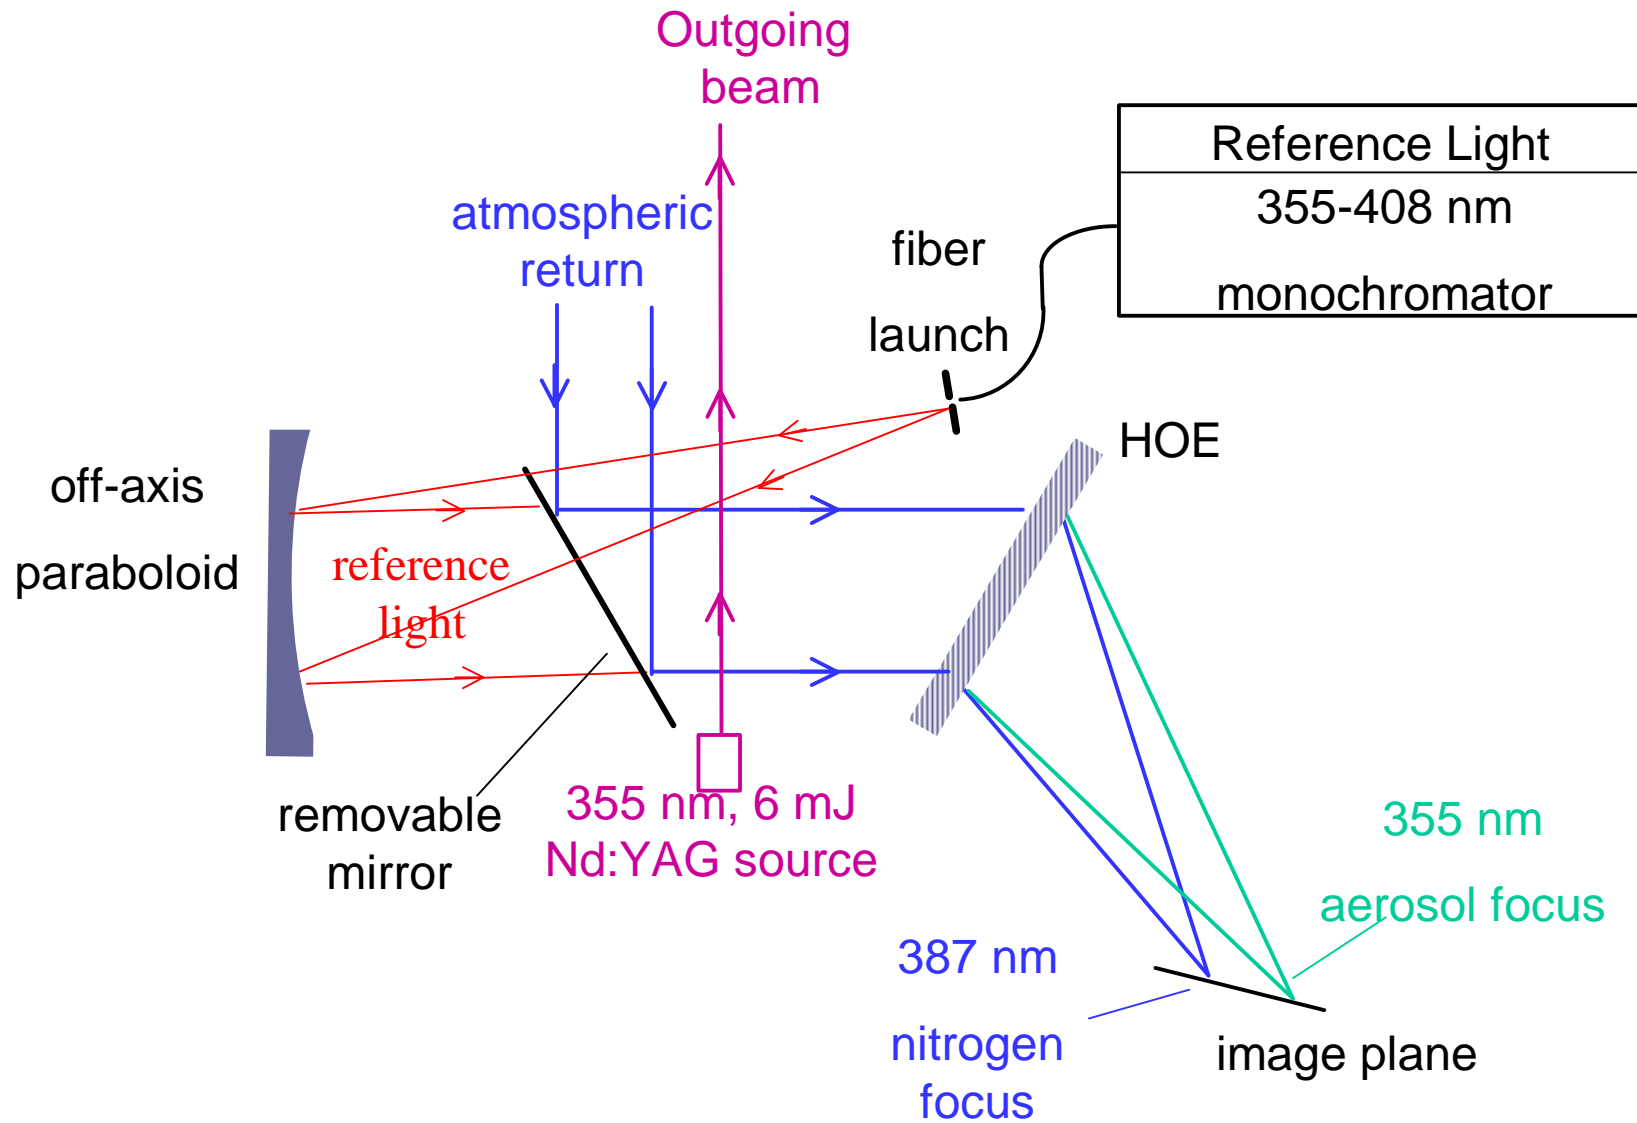 Outgoing
beam
Reference Light
355-408 nm
monochromator
atmospheric
return
fiber
launch
HOE
off-axis
paraboloid
reference
light
removable
mirror
355 nm, 6 mJ
Nd:YAG source
355 nm
aerosol focus
387 nm
nitrogen
focus
image plane